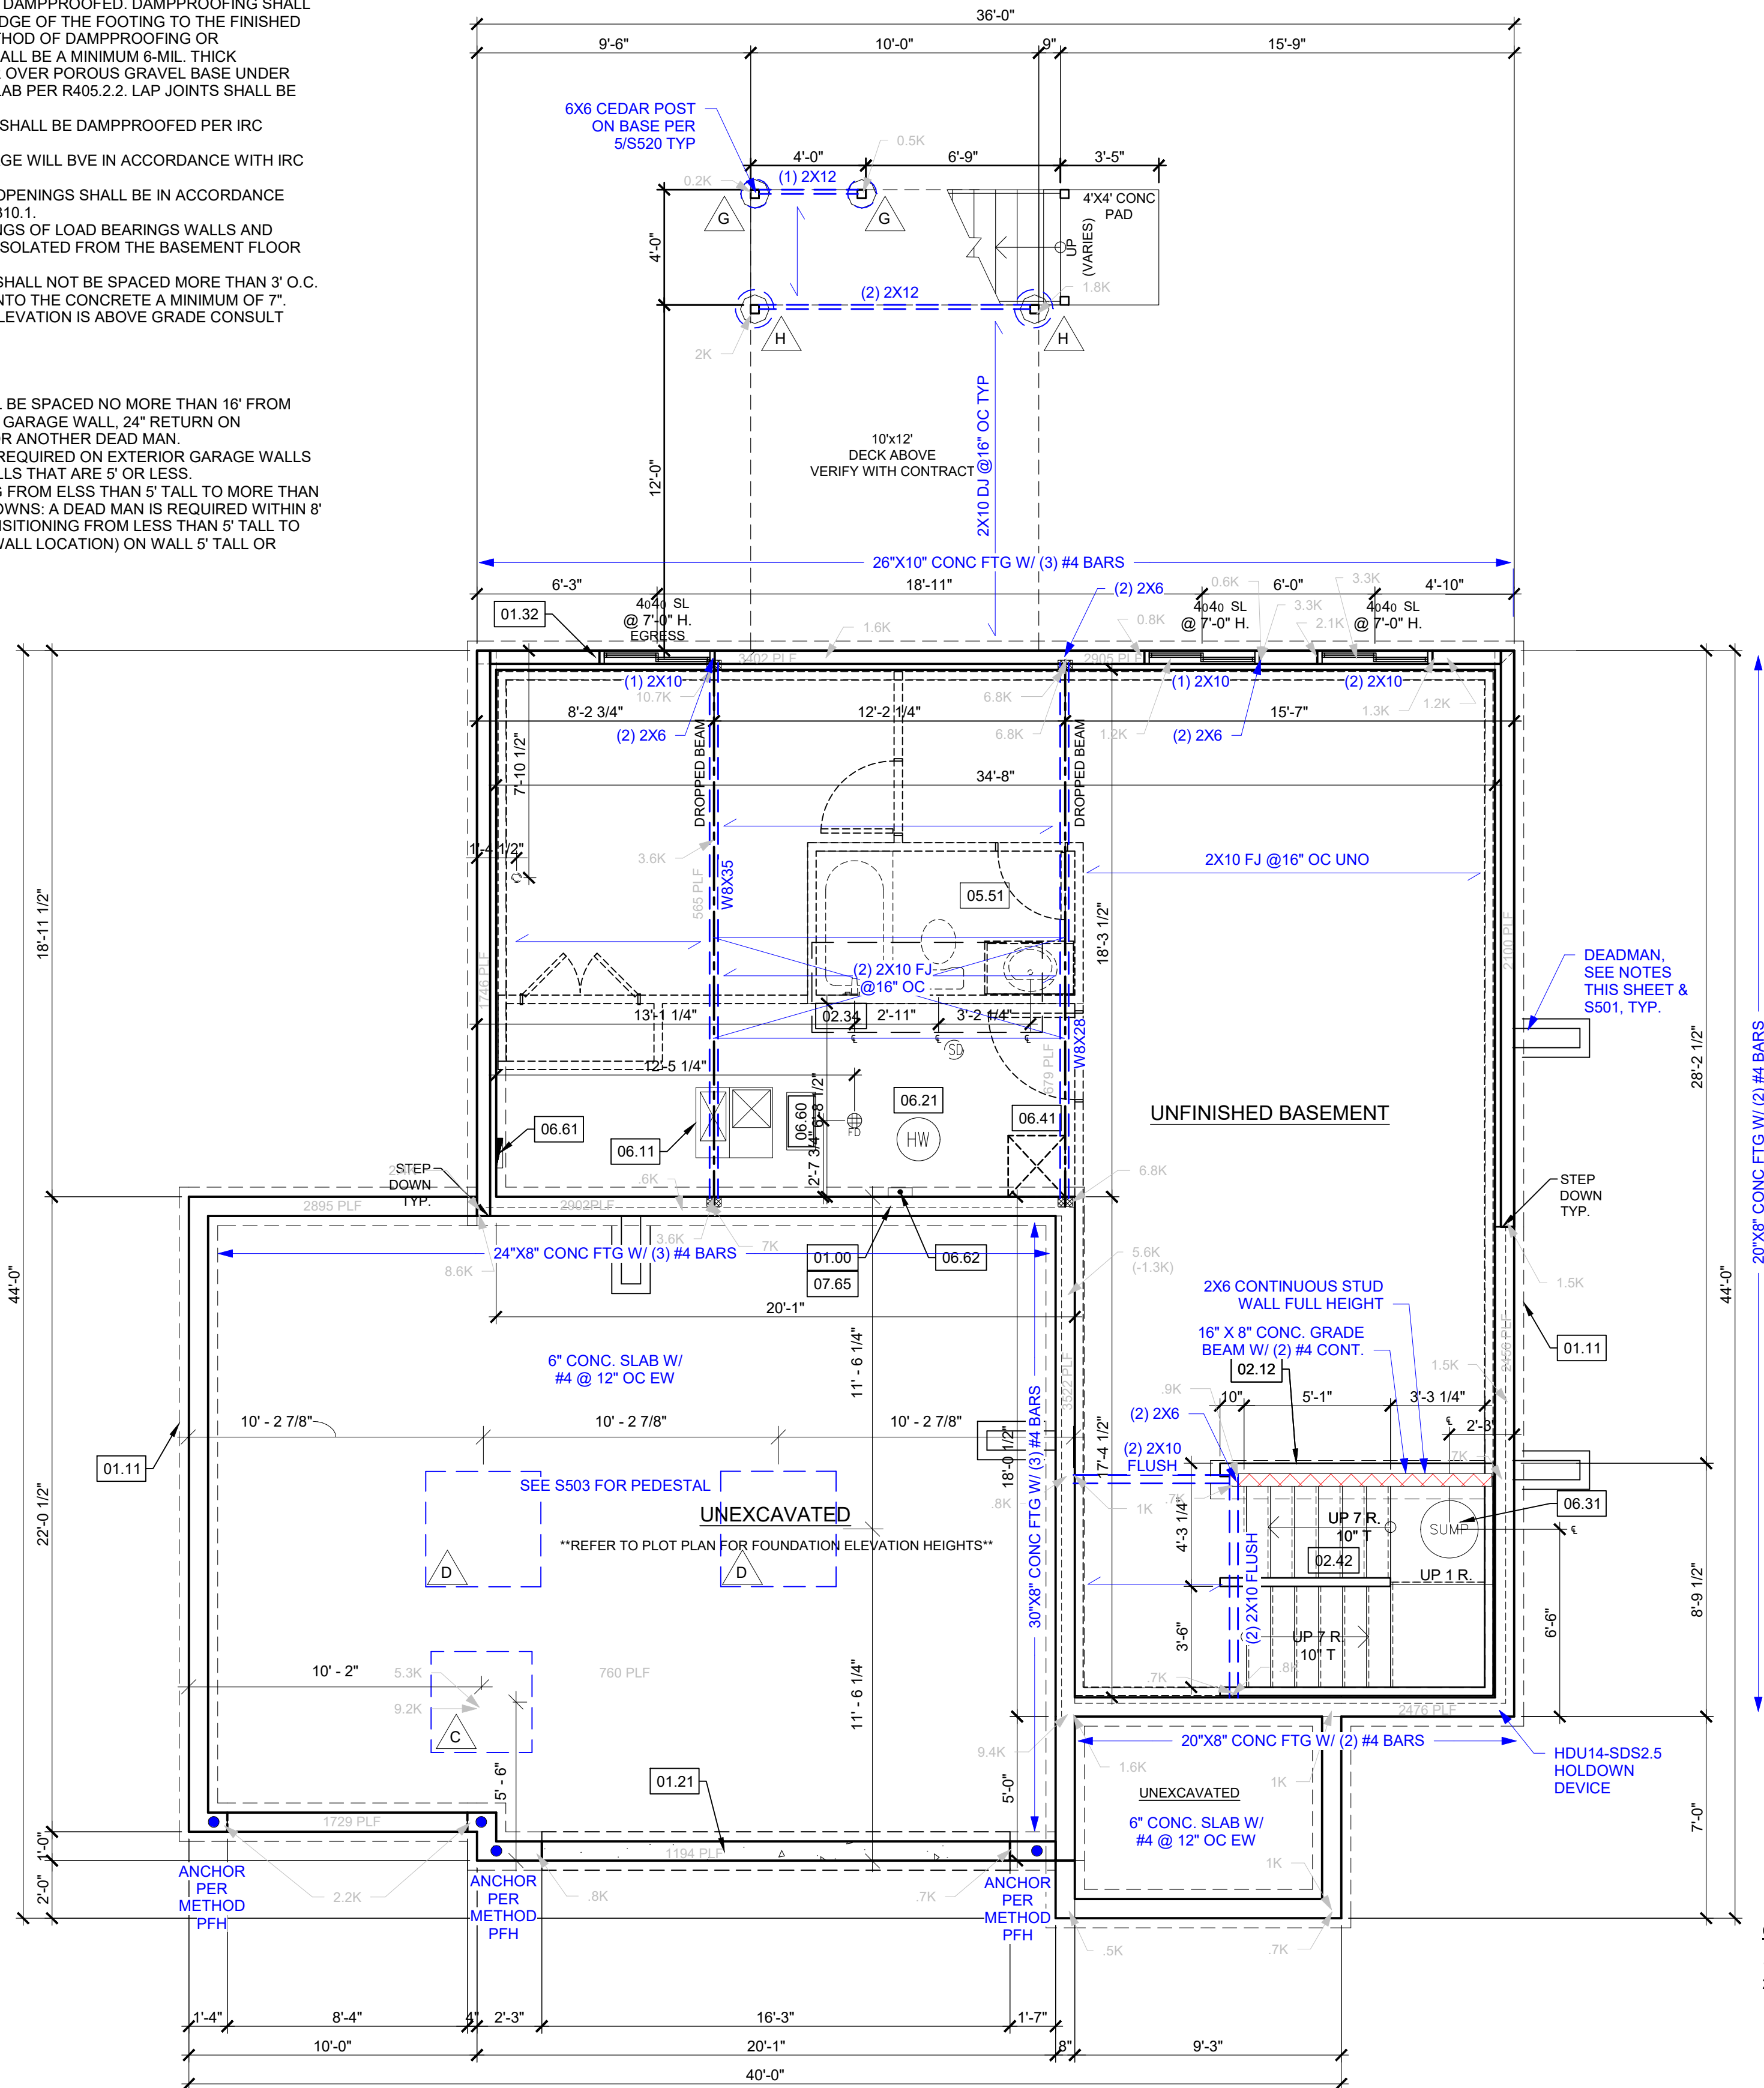 DAMPPROOFED. DAMPPROOFING SHALL
DGE OF THE FOOTING TO THE FINISHED
THOD OF DAMPPROOFING OR
ALL BE A MINIMUM 6-MIL. THICK
OVER POROUS GRAVEL BASE UNDER
LAB PER R405.2.2. LAP JOINTS SHALL BE
SHALL BE DAMPPROOFED PER IRC
GE WILL BVE IN ACCORDANCE WITH IRC
OPENINGS SHALL BE IN ACCORDANCE
310.1.
NGS OF LOAD BEARINGS WALLS AND
ISOLATED FROM THE BASEMENT FLOOR
SHALL NOT BE SPACED MORE THAN 3' O.C.
NTO THE CONCRETE A MINIMUM OF 7".
LEVATION IS ABOVE GRADE CONSULT
BE SPACED NO MORE THAN 16' FROM
GARAGE WALL, 24" RETURN ON
OR ANOTHER DEAD MAN.
REQUIRED ON EXTERIOR GARAGE WALLS
LLS THAT ARE 5' OR LESS.
G FROM ELSS THAN 5' TALL TO MORE THAN
OWNS: A DEAD MAN IS REQUIRED WITHIN 8'
SITIONING FROM LESS THAN 5' TALL TO
WALL LOCATION) ON WALL 5' TALL OR
36'-0"
9'-6"
10'-0"
9"
15'-9"
6X6 CEDAR POST
ON BASE PER
5/S520 TYP
0.5K
4'-0"
6'-9"
3'-5"
0.2K
(1) 2X12
4'X4' CONC
PAD
G
G
UP
(VARIES)
4'-0"
(2) 2X12
1.8K
H
H
2K
12'-0"
10'x12'
DECK ABOVE
VERIFY WITH CONTRACT
2X10 DJ @16" OC TYP
26"X10" CONC FTG W/ (3) #4 BARS
6'-3"
18'-11"
6'-0"
4'-10"
01.32
4040 SL
@ 7'-0" H.
EGRESS
(2) 2X6
0.6K
3.3K
3.3K
4040 SL
@ 7'-0" H.
4040 SL
@ 7'-0" H.
0.8K
2.1K
1.6K
3402 PLF
2905 PLF
(1) 2X10
10.7K
6.8K
(1) 2X10
(2) 2X10
1.3K
1.2K
8'-2 3/4"
12'-2 1/4"
15'-7"
(2) 2X6
6.8K
1.2K
(2) 2X6
DROPPED BEAM
DROPPED BEAM
7'-10 1/2"
34'-8"
1'-4 1/2"
3.6K
565 PLF
W8X35
2X10 FJ @16" OC UNO
05.51
18'-11 1/2"
18'-3 1/2"
1746 PLF
2100 PLF
(2) 2X10 FJ
@16" OC
DEADMAN,
SEE NOTES
THIS SHEET &
S501, TYP.
13'-1 1/4"
02.34
2'-11"
3'-2 1/4"
SD
W8X28
679 PLF
12'-5 1/4"
28'-2 1/2"
20"X8" CONC FTG W/ (2) #4 BARS
06.61
06.11
06.60
6'-8 1/2"
FD
06.21
HW
06.41
UNFINISHED BASEMENT
2'-7 3/4"
STEP
DOWN
TYP.
.6K
6.8K
STEP
DOWN
TYP.
2895 PLF
2902PLF
3.6K
7K
8.6K
24"X8" CONC FTG W/ (3) #4 BARS
01.00
07.65
06.62
5.6K
(-1.3K)
1.5K
44'-0"
44'-0"
20'-1"
2X6 CONTINUOUS STUD
WALL FULL HEIGHT
16" X 8" CONC. GRADE
BEAM W/ (2) #4 CONT.
01.11
6" CONC. SLAB W/
#4 @ 12" OC EW
11' - 6 1/4"
3522 PLF
02.12
1.5K
.9K
10"
5'-1"
3'-3 1/4"
2'-3"
10' - 2 7/8"
10' - 2 7/8"
10' - 2 7/8"
(2) 2X6
01.11
(2) 2X10
FLUSH
18'-0 1/2"
30"X8" CONC FTG W/ (3) #4 BARS
17'-4 1/2"
.7K
SEE S503 FOR PEDESTAL
.8K
1K
.7K
UNEXCAVATED
**REFER TO PLOT PLAN FOR FOUNDATION ELEVATION HEIGHTS**
D
D
4'-3 1/4"
UP 7 R.
10" T
SUMP
06.31
02.42
UP 1 R.
(2) 2X10 FLUSH
22'-0 1/2"
8'-9 1/2"
6'-6"
3'-6"
UP 7 R.
10" T
10' - 2"
5.3K
760 PLF
9.2K
C
11' - 6 1/4"
.7K
.8K
2476 PLF
9.4K
20"X8" CONC FTG W/ (2) #4 BARS
HDU14-SDS2.5
HOLDOWN
DEVICE
01.21
5' - 6"
5'-0"
1.6K
1K
UNEXCAVATED
6" CONC. SLAB W/
#4 @ 12" OC EW
7'-0"
1729 PLF
1194 PLF
1'-0"
2'-0"
ANCHOR
PER
METHOD
PFH
2.2K
ANCHOR
PER
METHOD
PFH
.8K
.7K
ANCHOR
PER
METHOD
PFH
1K
.5K
.7K
1'-4"
8'-4"
4"
2'-3"
16'-3"
1'-7"
10'-0"
20'-1"
8"
9'-3"
40'-0"